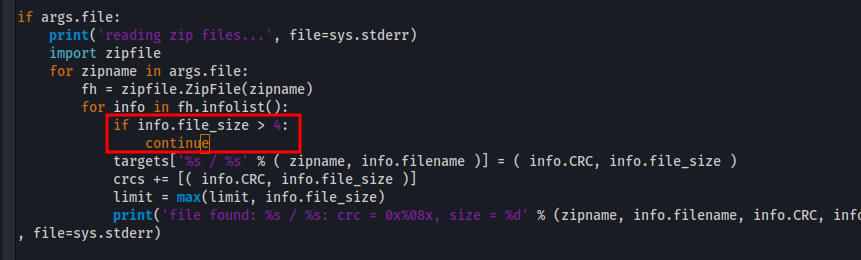 if args.file:
    print('reading zip files...', file=sys.stderr)
    import zipfile
    for zipname in args.file:
        fh = zipfile.ZipFile(zipname)
        for info in fh.infolist():
            if info.file_size > 4:
                continue
            targets['%s / %s' % ( zipname, info.filename )] = ( info.CRC, info.file_size )
            crcs += [( info.CRC, info.file_size )]
            limit = max(limit, info.file_size)
            print('file found: %s / %s: crc = 0x%08x, size = %d' % (zipname, info.filename, info.CRC, info
, file=sys.stderr)